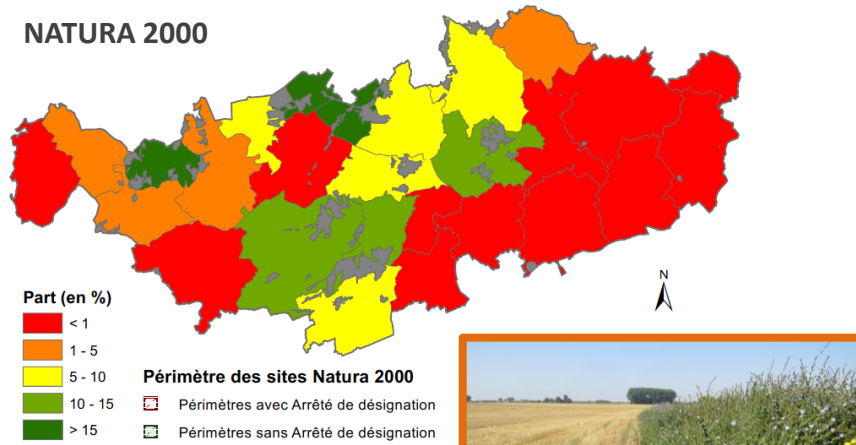 NATURA 2000
N
Part (en %)
< 1
1 - 5
5 - 10
10 - 15
> 15
Périmètre des sites Natura 2000
Périmètres avec Arrêté de désignation
Périmètres sans Arrêté de désignation